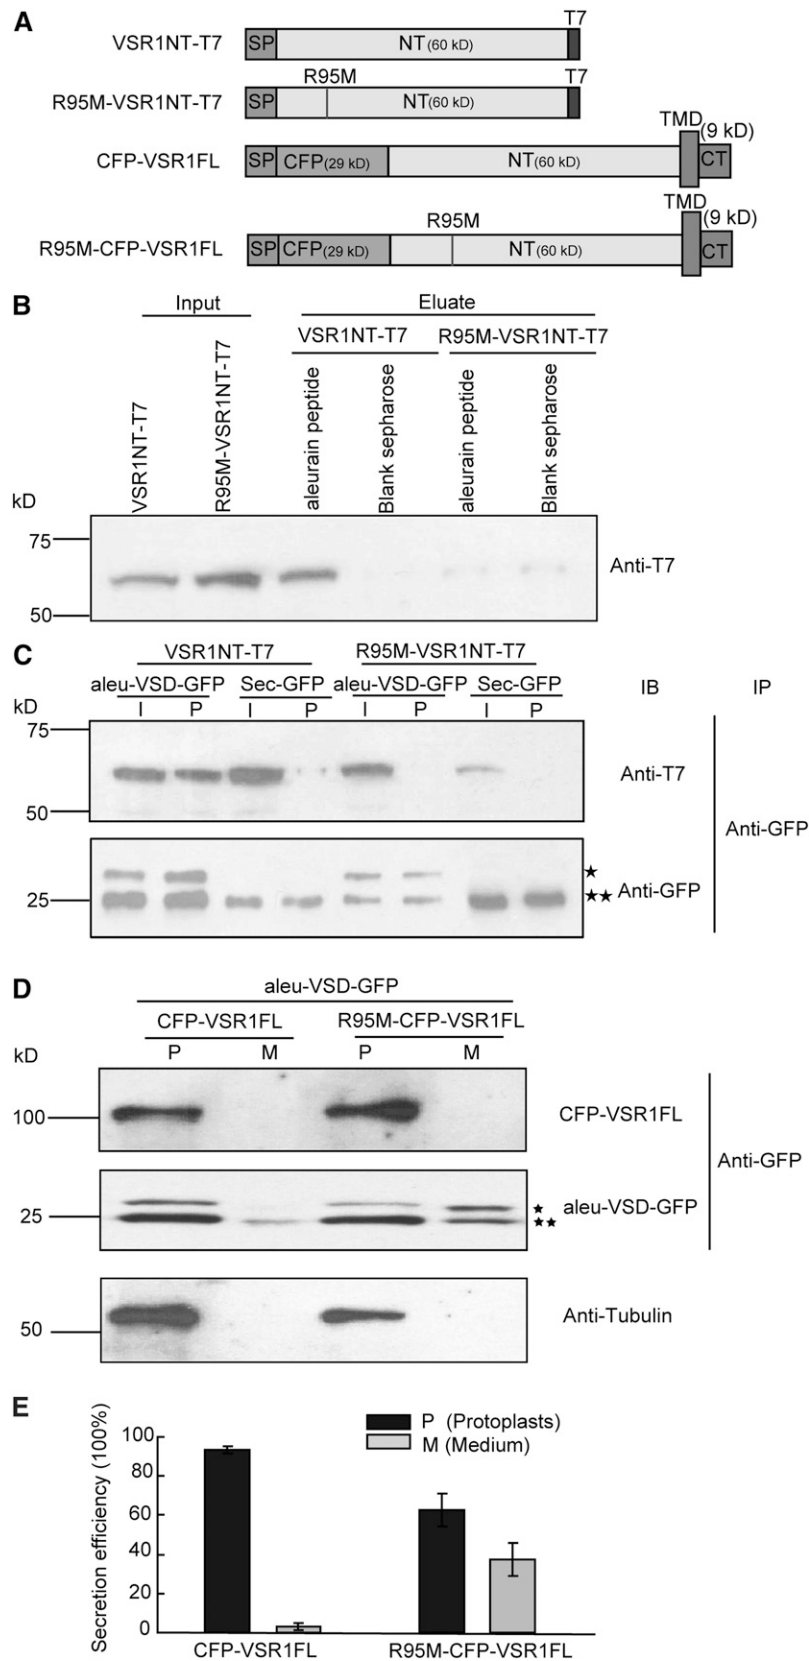 A
T7
VSR1NT-T7 SP NT(60 kD)
R95M T7
R95M-VSR1NT-T7 SP NT(60 kD)
TMD (9 kD)
CFP-VSR1FL SP CFP(29 kD) NT(60 kD) CT
R95M TMD (9 kD)
R95M-CFP-VSR1FL SP CFP(29 kD) NT(60 kD) CT
B
Input Eluate
VSR1NT-T7 R95M-VSR1NT-T7
VSR1NT-T7
R95M-VSR1NT-T7
aleurain peptide
Blank sepharose
aleurain peptide
Blank sepharose
kD
75
50
Anti-T7
C
VSR1NT-T7 R95M-VSR1NT-T7
aleu-VSD-GFP Sec-GFP aleu-VSD-GFP Sec-GFP IB IP
kD I P I P I P I P
75
50
Anti-T7
Anti-GFP
★
25 ★★ Anti-GFP
D
aleu-VSD-GFP
CFP-VSR1FL R95M-CFP-VSR1FL
kD P M P M
100 CFP-VSR1FL
Anti-GFP
25 ★ aleu-VSD-GFP
★★
50 Anti-Tubulin
E
Secretion efficiency (100%)
100
80
60
40
20
0
P (Protoplasts)
M (Medium)
CFP-VSR1FL R95M-CFP-VSR1FL